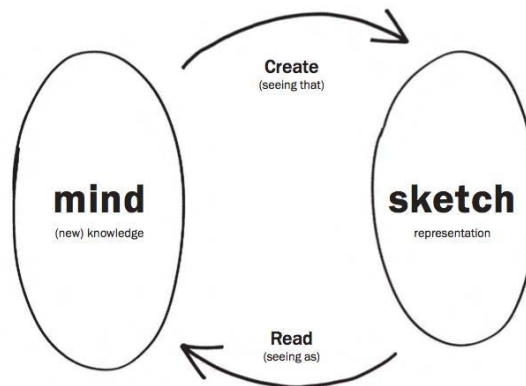 Create
(seeing that)
mind
(new) knowledge
sketch
representation
Read
(seeing as)